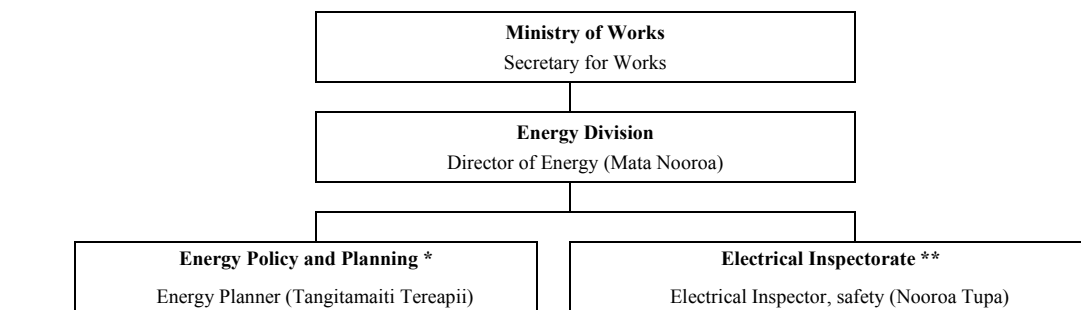 Ministry of Works
Secretary for Works
Energy Division
Director of Energy (Mata Nooroa)
Energy Policy and Planning *
Energy Planner (Tangitamaiti Tereapii)
Electrical Inspectorate **
Electrical Inspector, safety (Nooroa Tupa)